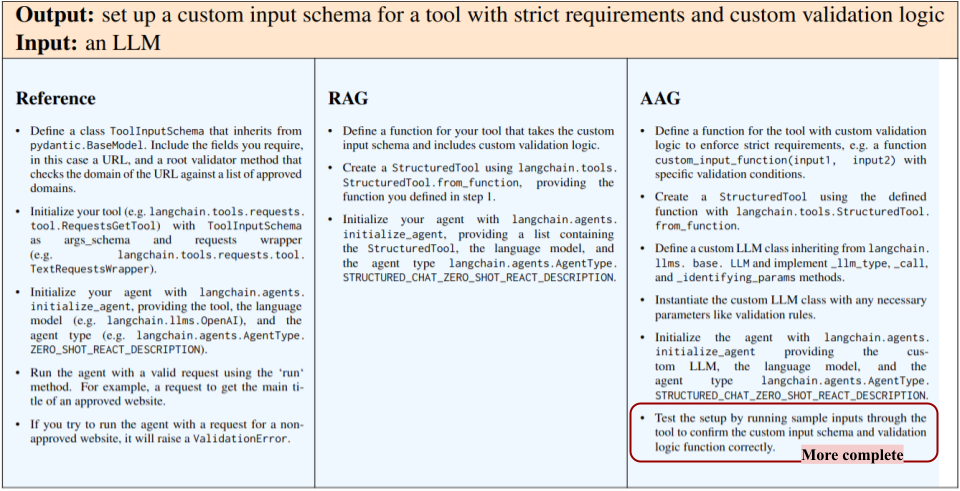 Output: set up a custom input schema for a tool with strict requirements and custom validation logic
Input: an LLM
Reference
• Define a class ToolInputSchema that inherits from
pydantic.BaseModel. Include the fields you require,
in this case a URL, and a root validator method that
checks the domain of the URL against a list of approved
domains.
• Initialize your tool (e.g. langchain.tools.requests.
tool.RequestsGetTool) with ToolInputSchema
as args_schema and requests wrapper
(e.g. langchain.tools.requests.tool.
TextRequestsWrapper).
• Initialize your agent with langchain.agents.
initialize_agent, providing the tool, the language
model (e.g. langchain.llms.OpenAI), and the
agent type (e.g. langchain.agents.AgentType.
ZERO_SHOT_REACT_DESCRIPTION).
• Run the agent with a valid request using the 'run'
method. For example, a request to get the main ti-
tle of an approved website.
• If you try to run the agent with a request for a non-
approved website, it will raise a ValidationError.
RAG
• Define a function for your tool that takes the custom
input schema and includes custom validation logic.
• Create a StructuredTool using langchain.tools.
StructuredTool.from_function, providing the
function you defined in step 1.
• Initialize your agent with langchain.agents.
initialize_agent, providing a list containing
the StructuredTool, the language model, and
the agent type langchain.agents.AgentType.
STRUCTURED_CHAT_ZERO_SHOT_REACT_DESCRIPTION.
AAG
• Define a function for the tool with custom validation
logic to enforce strict requirements, e.g. a function
custom_input_function(input1, input2) with
specific validation conditions.
• Create a StructuredTool using the defined
function with langchain.tools.StructuredTool.
from_function.
• Define a custom LLM class inheriting from langchain.
llms. base. LLM and implement _llm_type, _call,
and _identifying_params methods.
• Instantiate the custom LLM class with any necessary
parameters like validation rules.
• Initialize the agent with langchain.agents.
initialize_agent providing the cus-
tom LLM, the language model, and the
agent type langchain.agents.AgentType.
STRUCTURED_CHAT_ZERO_SHOT_REACT_DESCRIPTION.
• Test the setup by running sample inputs through the
tool to confirm the custom input schema and validation
logic function correctly.
More complete